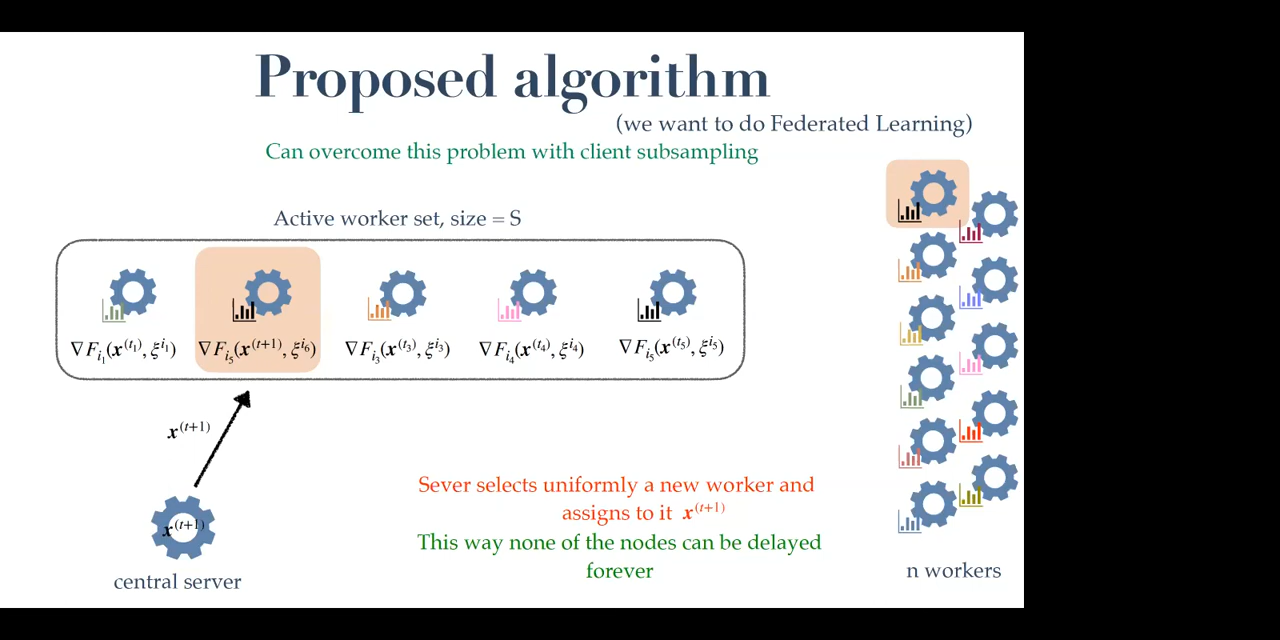 Proposed algorithm
(we want to do Federated Learning)
Can overcome this problem with client subsampling
Active worker set, size = S
∇F_{i_1}(x^{(t_1)}, ξ^{i_1}) ∇F_{i_5}(x^{(t+1)}, ξ^{i_6}) ∇F_{i_3}(x^{(t_3)}, ξ^{i_3}) ∇F_{i_4}(x^{(t_4)}, ξ^{i_4}) ∇F_{i_5}(x^{(t_5)}, ξ^{i_5})
x^{(t+1)}
Sever selects uniformly a new worker and
assigns to it x^{(t+1)}
x^{(t+1)}
This way none of the nodes can be delayed
forever
central server
n workers